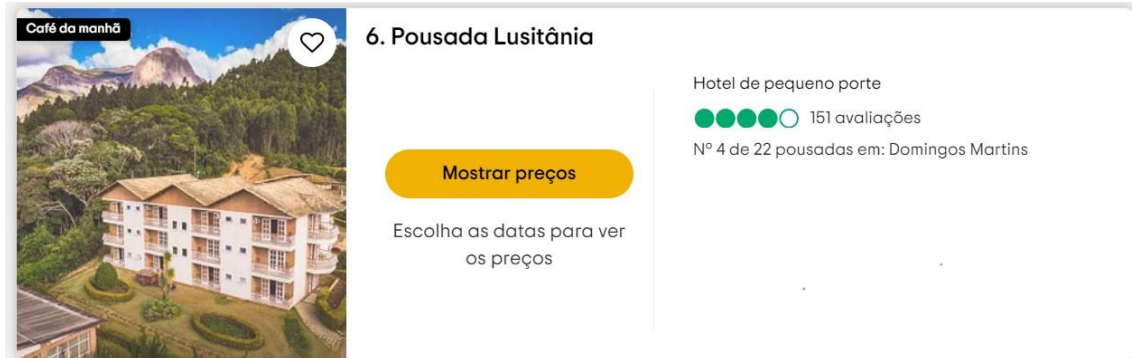 Café da manhã
6. Pousada Lusitânia
Mostrar preços
Escolha as datas para ver
os preços
Hotel de pequeno porte
151 avaliações
Nº 4 de 22 pousadas em: Domingos Martins